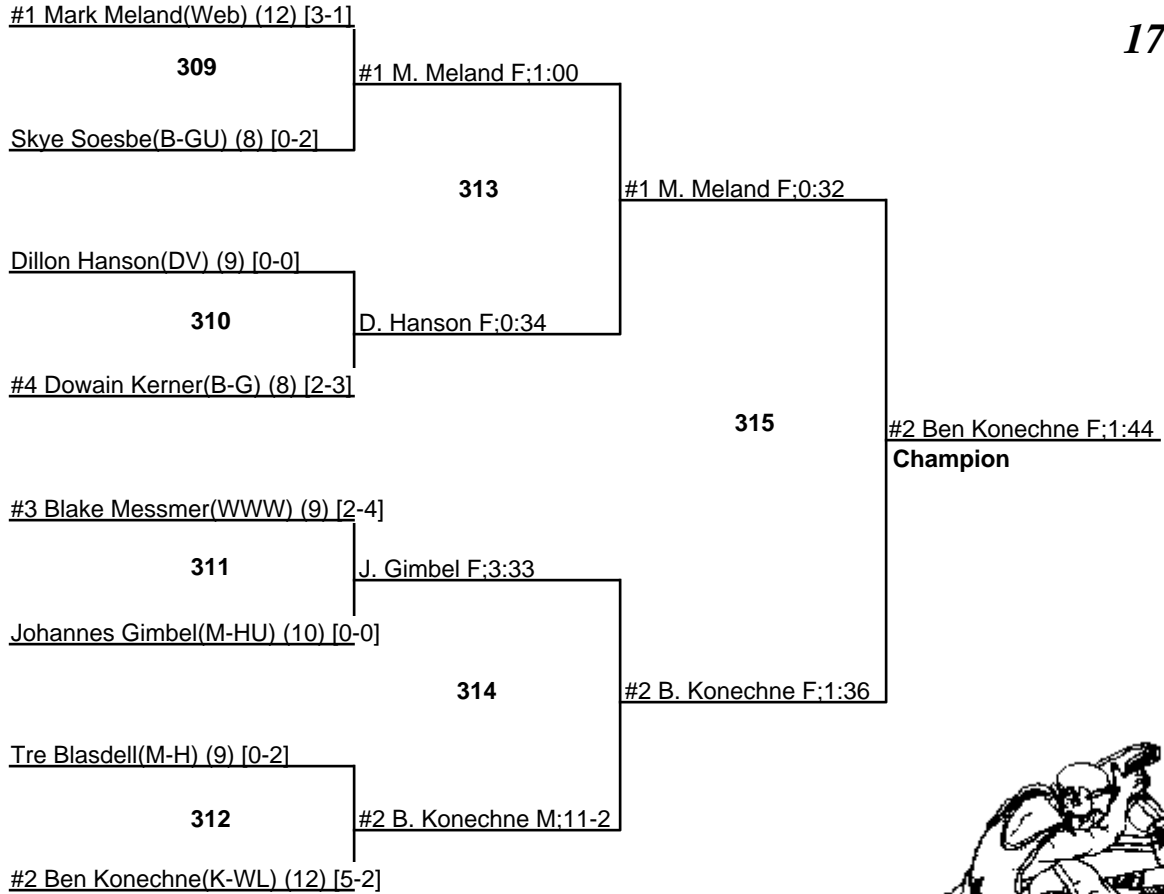 #1 Mark Meland(Web) (12) [3-1]
17
309
#1 M. Meland F;1:00
Skye Soesbe(B-GU) (8) [0-2]
313
#1 M. Meland F;0:32
Dillon Hanson(DV) (9) [0-0]
310
D. Hanson F;0:34
#4 Dowain Kerner(B-G) (8) [2-3]
315
#2 Ben Konechne F;1:44
Champion
#3 Blake Messmer(WWW) (9) [2-4]
311
J. Gimbel F;3:33
Johannes Gimbel(M-HU) (10) [0-0]
314
#2 B. Konechne F;1:36
Tre Blasdell(M-H) (9) [0-2]
312
#2 B. Konechne M;11-2
#2 Ben Konechne(K-WL) (12) [5-2]